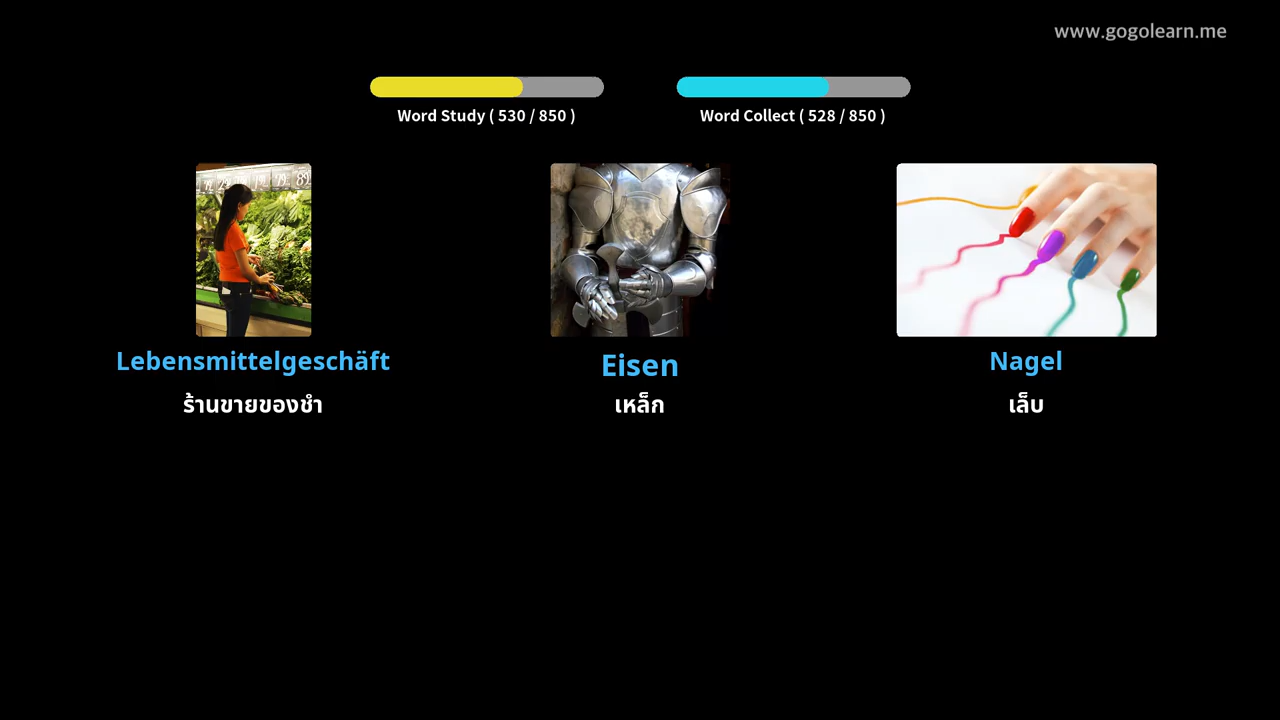 www.gogolearn.me
Word Study ( 530 / 850 )
Word Collect ( 528 / 850 )
Lebensmittelgeschäft
Eisen
Nagel
ร้านขายของชำ
เหล็ก
เล็บ